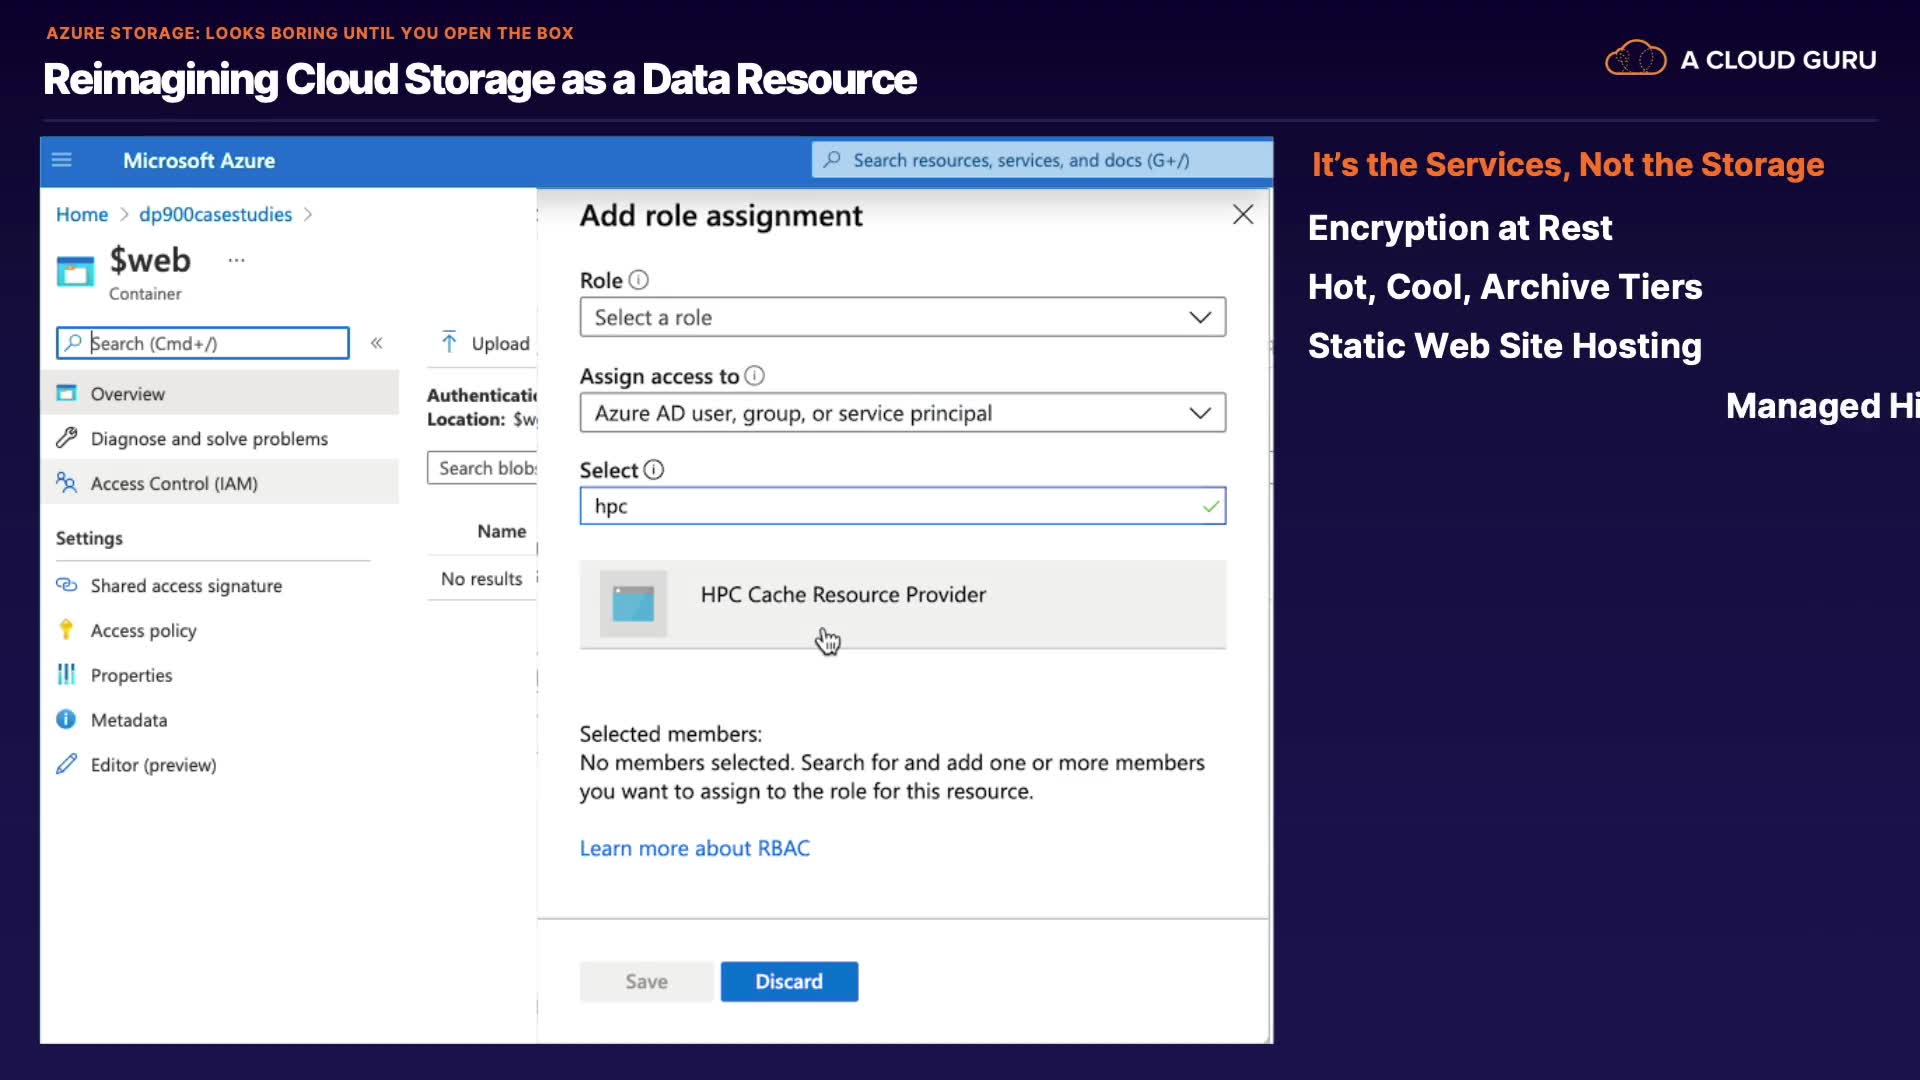 AZURE STORAGE: LOOKS BORING UNTIL YOU OPEN THE BOX
Reimagining Cloud Storage as a Data Resource
A CLOUD GURU
Microsoft Azure
Search resources, services, and docs (G+/)
Home > dp900casestudies >
$web
...
Container
Search (Cmd+/)
«
Overview
Diagnose and solve problems
Access Control (IAM)
Settings
Shared access signature
Access policy
Properties
Metadata
Editor (preview)
Upload
Authenticati
Location: $w
Search blob
Name
No results
Add role assignment
Role
Select a role
Assign access to
Azure AD user, group, or service principal
Select
hpc
HPC Cache Resource Provider
Selected members:
No members selected. Search for and add one or more members
you want to assign to the role for this resource.
Learn more about RBAC
Save
Discard
It's the Services, Not the Storage
Encryption at Rest
Hot, Cool, Archive Tiers
Static Web Site Hosting
Managed Hi